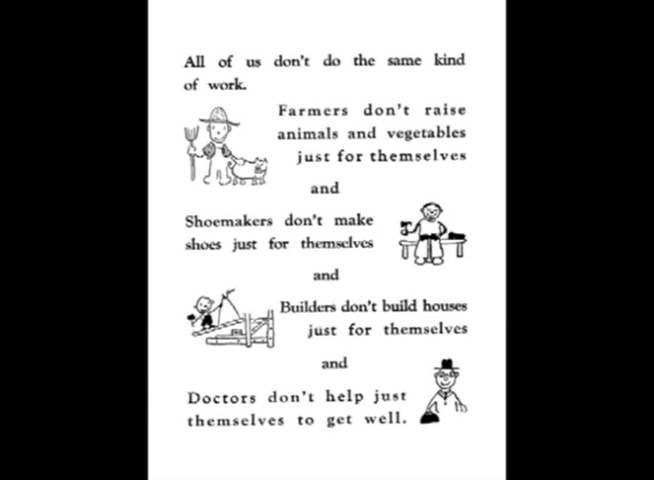 All of us don't do the same kind
of work.
Farmers don't raise
animals and vegetables
just for themselves
and
Shoemakers don't make
shoes just for themselves
and
Builders don't build houses
just for themselves
and
Doctors don't help just
themselves to get well.